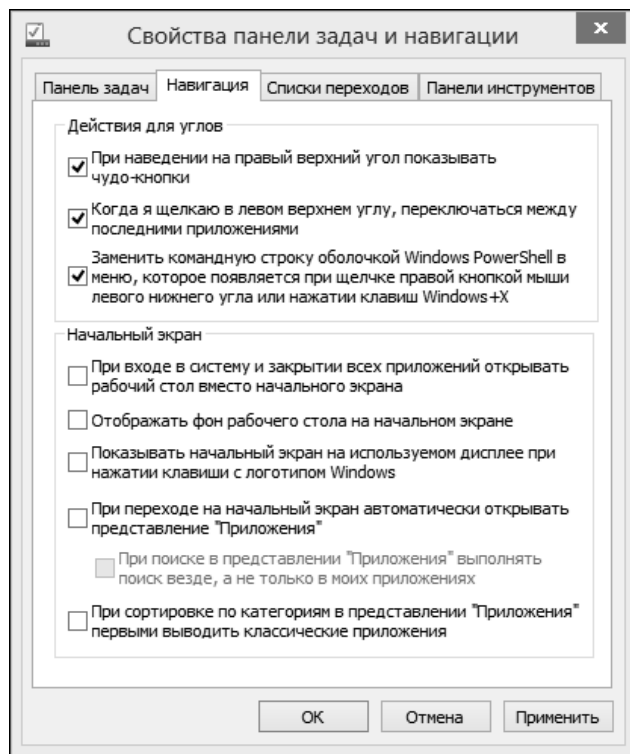 Свойства панели задач и навигации
x
Панель задач Навигация Списки переходов Панели инструментов
Действия для углов
При наведении на правый верхний угол показывать
чудо-кнопки
Когда я щелкаю в левом верхнем углу, переключаться между
последними приложениями
Заменить командную строку оболочкой Windows PowerShell в
меню, которое появляется при щелчке правой кнопкой мыши
левого нижнего угла или нажатии клавиш Windows+X
Начальный экран
При входе в систему и закрытии всех приложений открывать
рабочий стол вместо начального экрана
Отображать фон рабочего стола на начальном экране
Показывать начальный экран на используемом дисплее при
нажатии клавиши с логотипом Windows
При переходе на начальный экран автоматически открывать
представление "Приложения"
При поиске в представлении "Приложения" выполнять
поиск везде, а не только в моих приложениях
При сортировке по категориям в представлении "Приложения"
первыми выводить классические приложения
ОК Отмена Применить